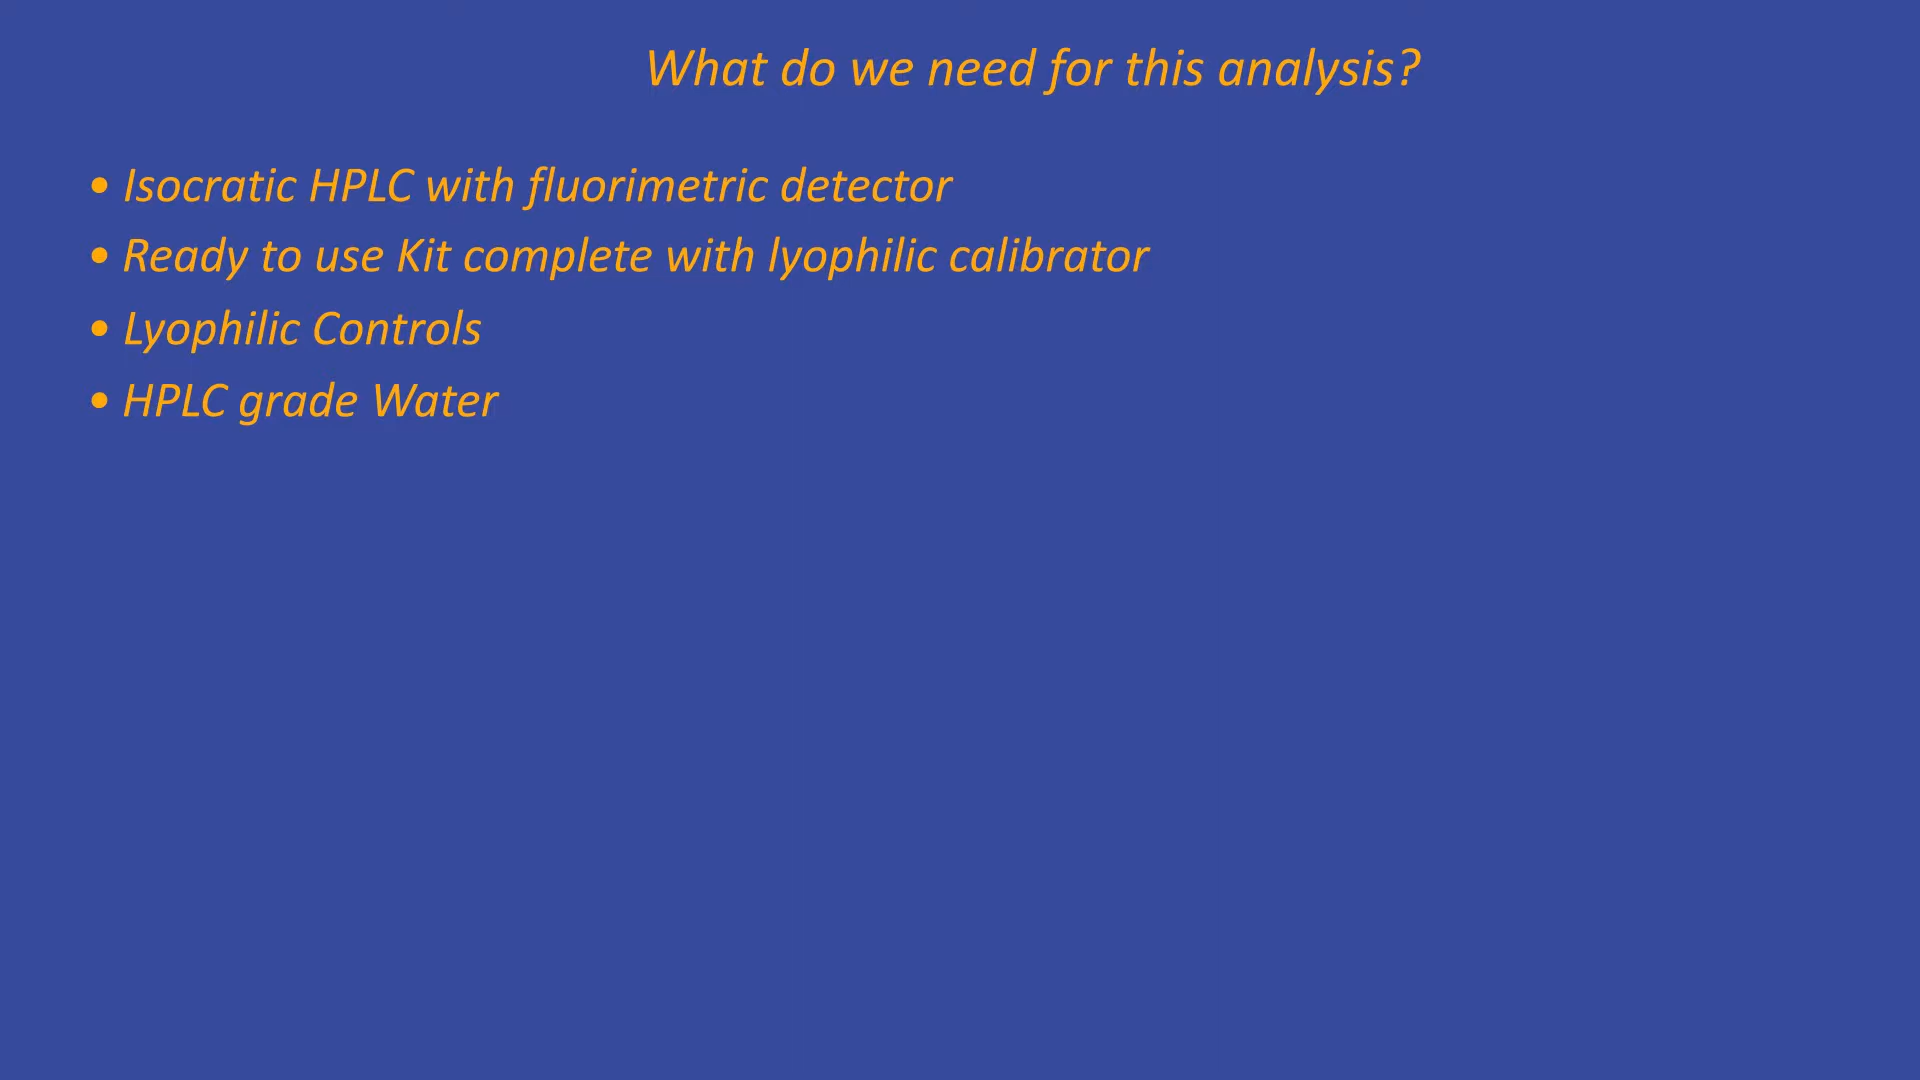 What do we need for this analysis?
• Isocratic HPLC with fluorimetric detector
• Ready to use Kit complete with lyophilic calibrator
• Lyophilic Controls
• HPLC grade Water